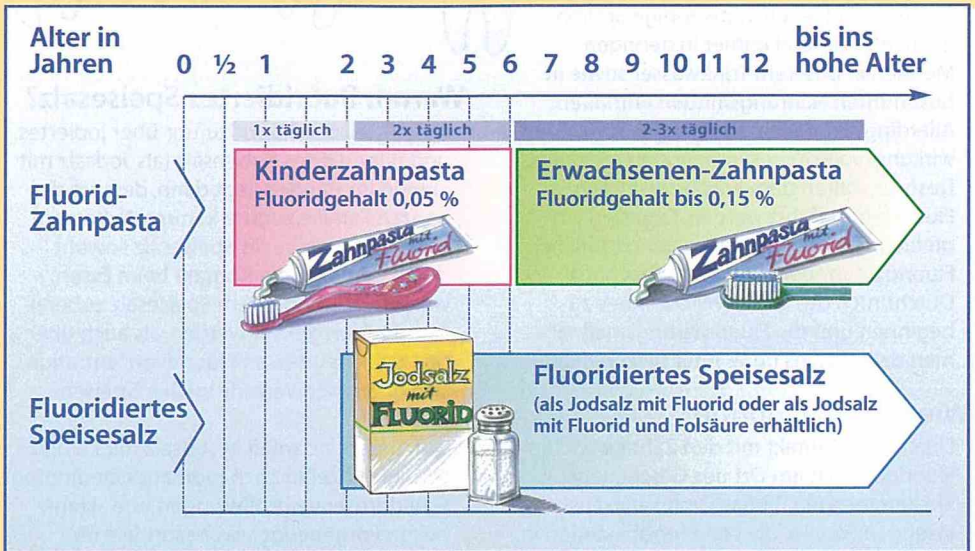 Alter in
Jahren
0 ½ 1 2 3 4 5 6 7 8 9 10 11 12
bis ins
hohe Alter
1x täglich
2x täglich
2-3x täglich
Fluorid-
Zahnpasta
Kinderzahnpasta
Fluoridgehalt 0,05 %
Erwachsenen-Zahnpasta
Fluoridgehalt bis 0,15 %
Zahnpasta
mit
Fluorid
Zahnpasta
mit
Fluorid
Fluoridiertes
Speisesalz
Jodsalz
mit
FLUORID
Fluoridiertes Speisesalz
(als Jodsalz mit Fluorid oder als Jodsalz
mit Fluorid und Folsäure erhältlich)